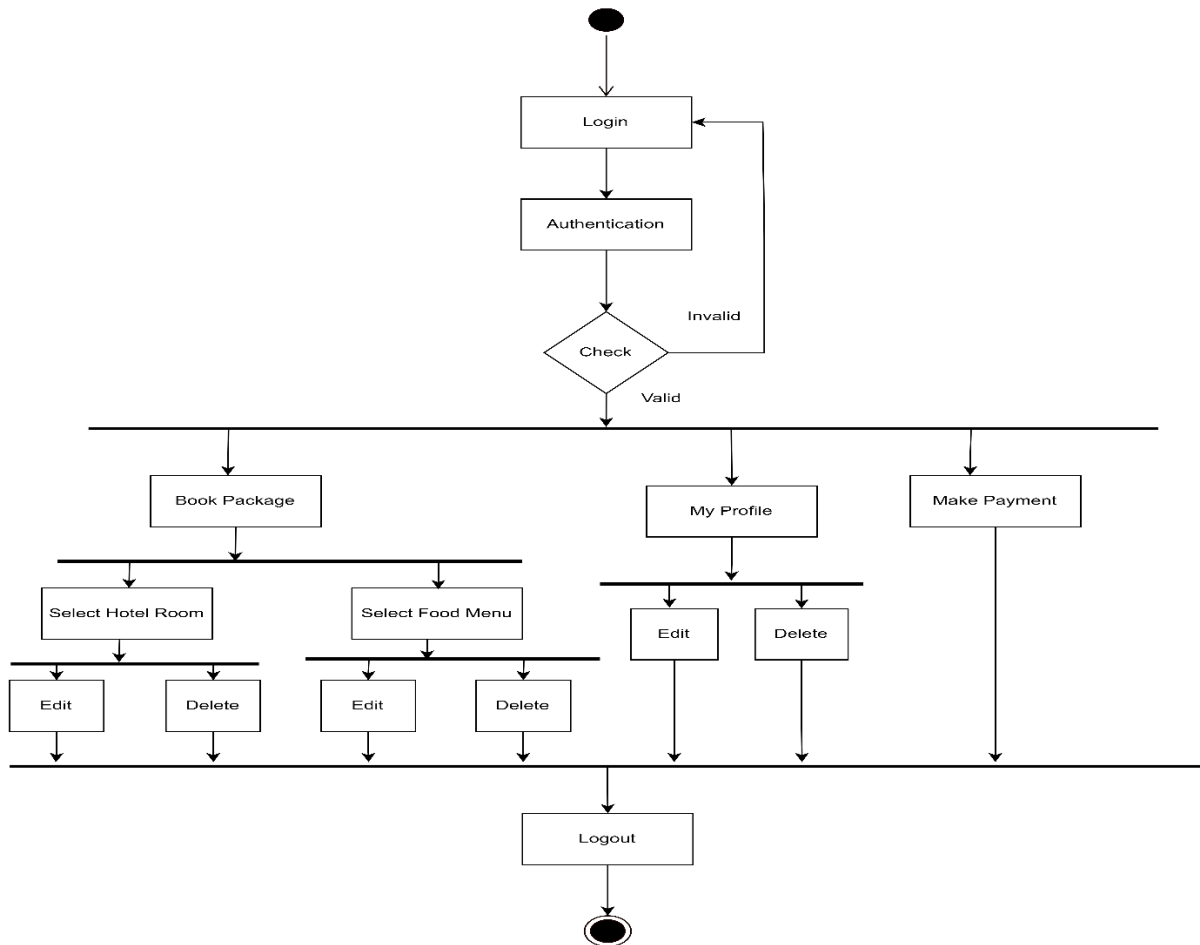 Login
Authentication
Invalid
Check
Valid
Book Package
My Profile
Make Payment
Select Hotel Room
Select Food Menu
Edit
Delete
Edit
Delete
Edit
Delete
Logout